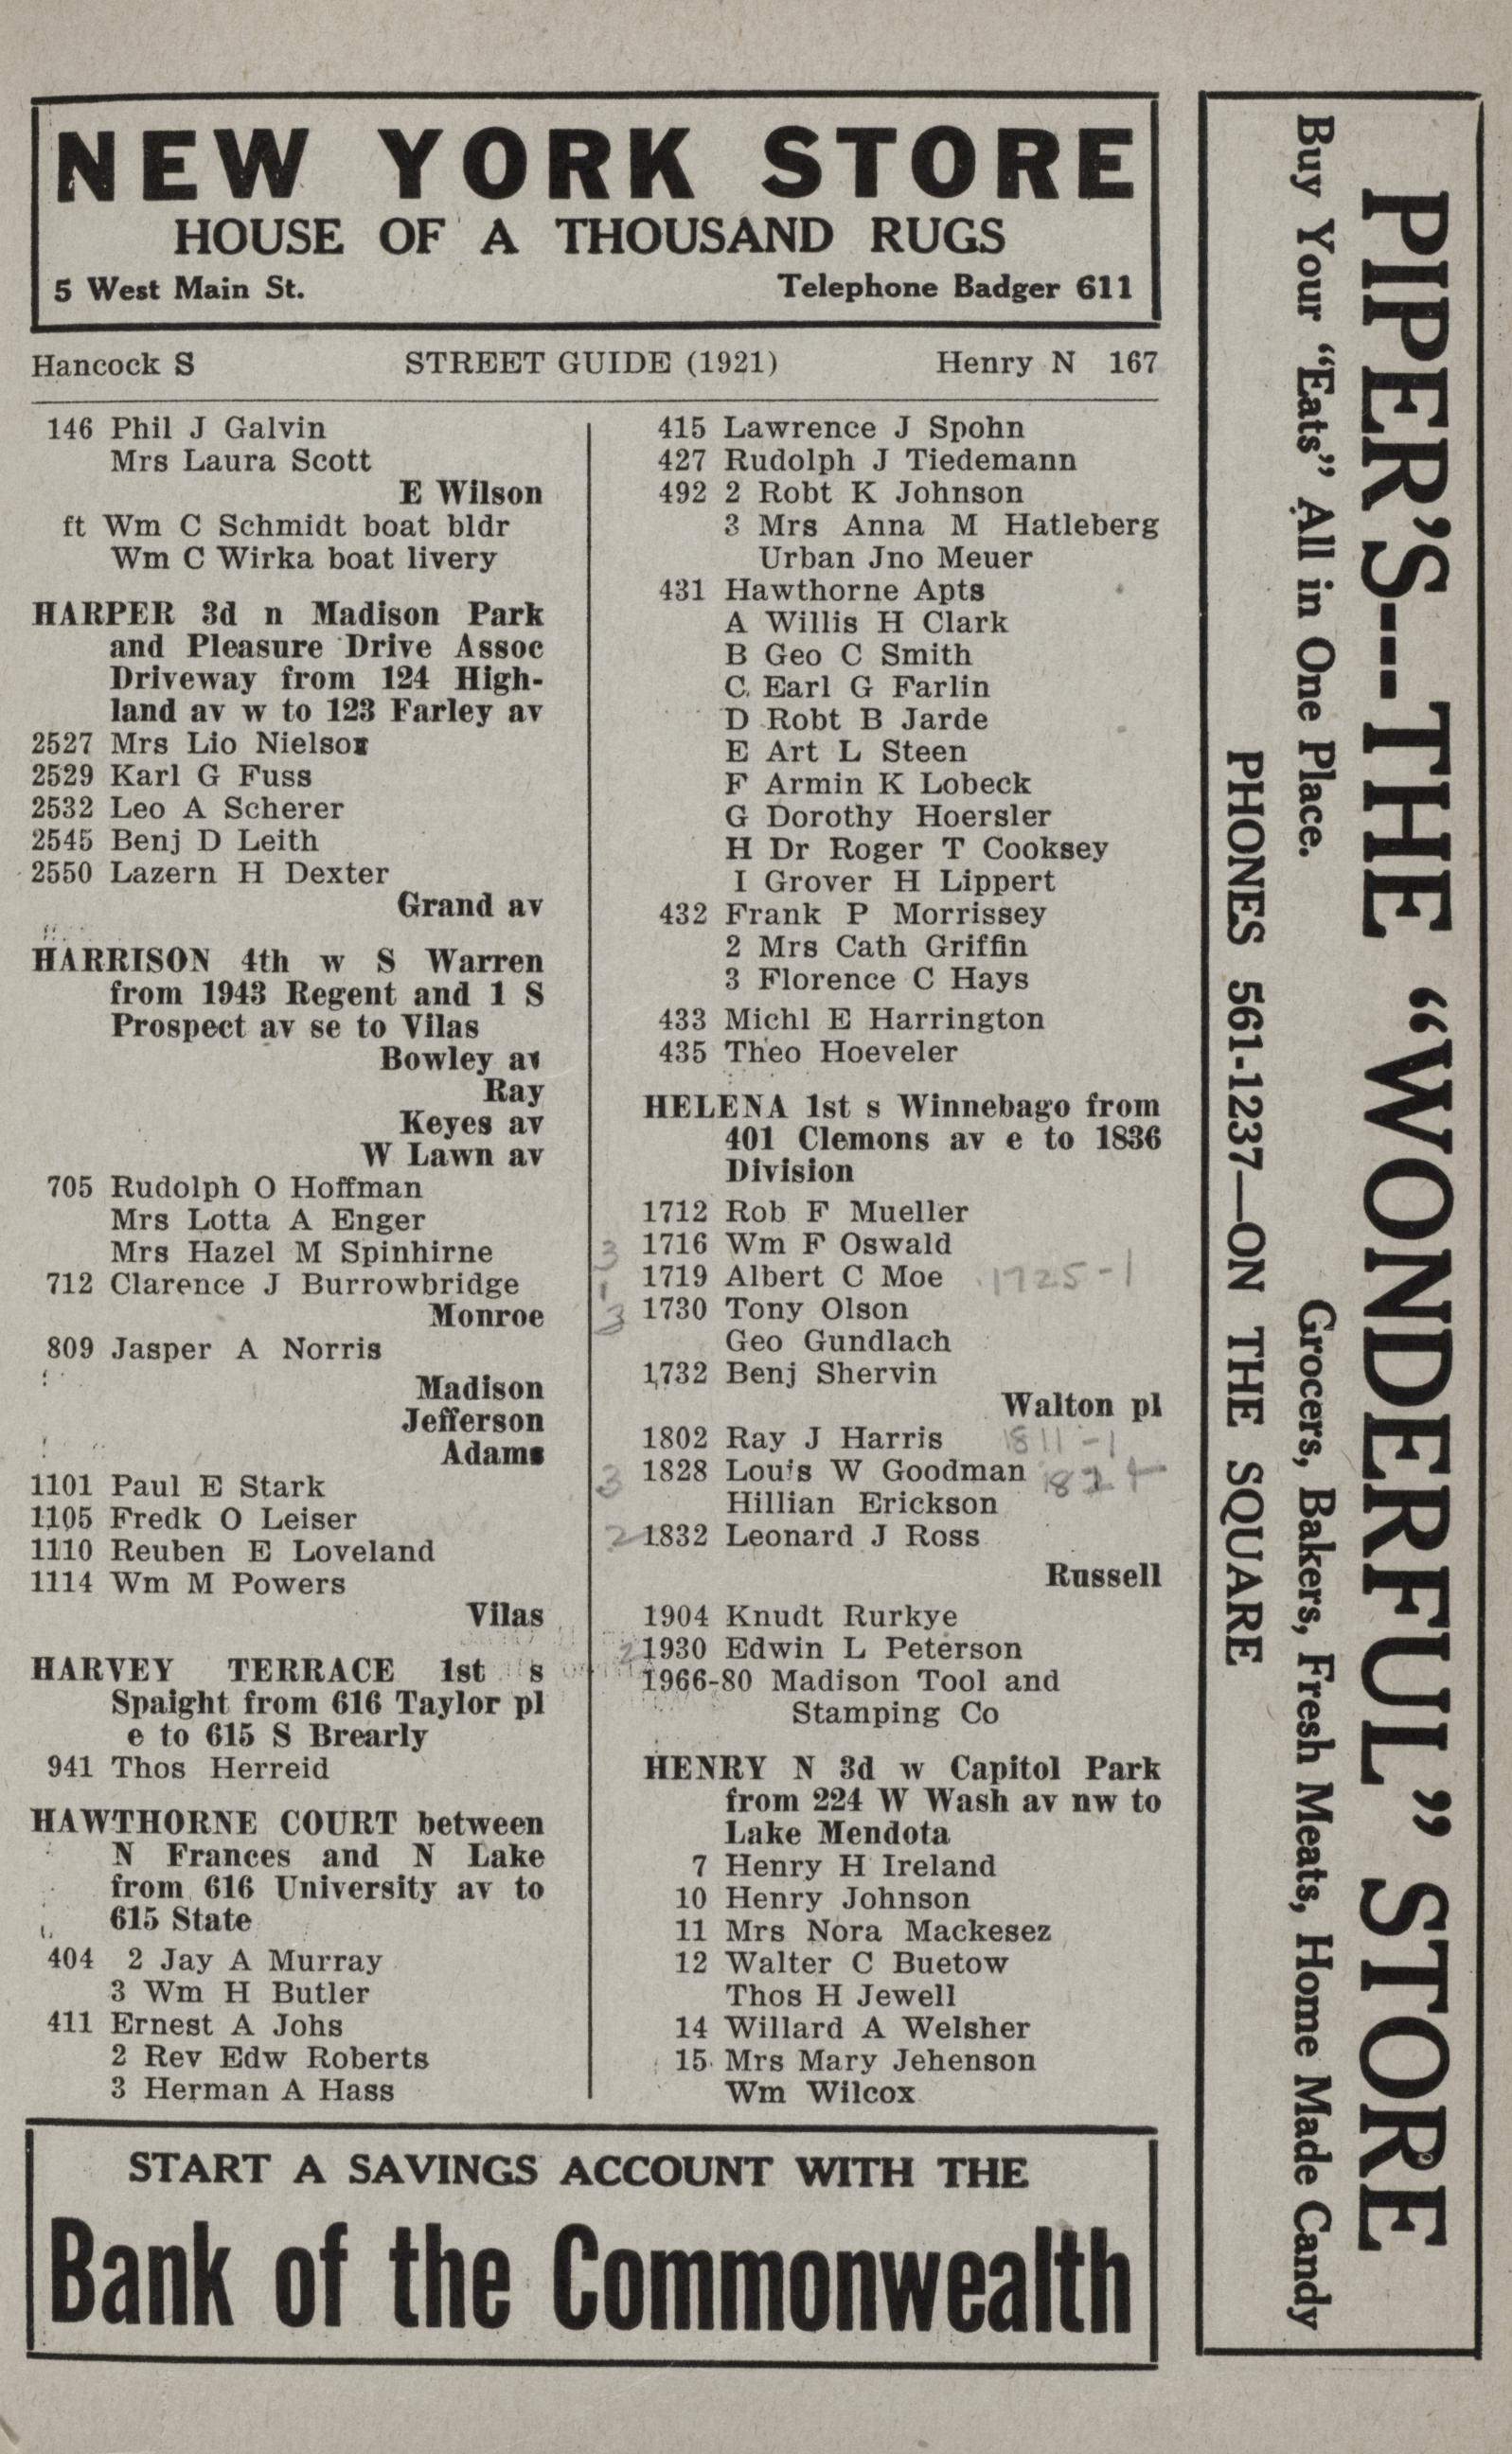 NEW YORK STORE
HOUSE OF A THOUSAND RUGS
5 West Main St. Telephone Badger 611
Hancock S STREET GUIDE (1921) Henry N 167
146 Phil J Galvin
Mrs Laura Scott
E Wilson
ft Wm C Schmidt boat bldr
Wm C Wirka boat livery
HARPER 3d n Madison Park
and Pleasure Drive Assoc
Driveway from 124 High-
land av w to 123 Farley av
2527 Mrs Lio Nielson
2529 Karl G Fuss
2532 Leo A Scherer
2545 Benj D Leith
2550 Lazern H Dexter
Grand av
HARRISON 4th w S Warren
from 1943 Regent and 1 S
Prospect av se to Vilas
Bowley av
Ray
Keyes av
W Lawn av
705 Rudolph O Hoffman
Mrs Lotta A Enger
Mrs Hazel M Spinhirne
712 Clarence J Burrowbridge
Monroe
809 Jasper A Norris
Madison
Jefferson
Adams
1101 Paul E Stark
1105 Fredk O Leiser
1110 Reuben E Loveland
1114 Wm M Powers
Vilas
HARVEY TERRACE 1st s
Spaight from 616 Taylor pl
e to 615 S Brearly
941 Thos Herreid
HAWTHORNE COURT between
N Frances and N Lake
from 616 University av to
615 State
404 2 Jay A Murray
3 Wm H Butler
411 Ernest A Johs
2 Rev Edw Roberts
3 Herman A Hass
415 Lawrence J Spohn
427 Rudolph J Tiedemann
492 2 Robt K Johnson
3 Mrs Anna M Hatleberg
Urban Jno Meuer
431 Hawthorne Apts
A Willis H Clark
B Geo C Smith
C Earl G Farlin
D Robt B Jarde
E Art L Steen
F Armin K Lobeck
G Dorothy Hoersler
H Dr Roger T Cooksey
I Grover H Lippert
432 Frank P Morrissey
2 Mrs Cath Griffin
3 Florence C Hays
433 Michl E Harrington
435 Theo Hoeveler
HELENA 1st s Winnebago from
401 Clemons av e to 1836
Division
1712 Rob F Mueller
3 1716 Wm F Oswald
1 1719 Albert C Moe 1725-1
3 1730 Tony Olson
Geo Gundlach
1732 Benj Shervin
Walton pl
1802 Ray J Harris 1811-1
3 1828 Louis W Goodman
Hillian Erickson
2 1832 Leonard J Ross
Russell
1904 Knudt Rurkye
2 1930 Edwin L Peterson
1966-80 Madison Tool and
Stamping Co
HENRY N 3d w Capitol Park
from 224 W Wash av nw to
Lake Mendota
7 Henry H Ireland
10 Henry Johnson
11 Mrs Nora Mackesez
12 Walter C Buetow
Thos H Jewell
14 Willard A Welsher
15 Mrs Mary Jehenson
Wm Wilcox
START A SAVINGS ACCOUNT WITH THE
Bank of the Commonwealth
PIPER'S---THE "WONDERFUL" STORE
Buy Your "Eats" All in One Place. Grocers, Bakers, Fresh Meats, Home Made Candy
PHONES 561-1237—ON THE SQUARE